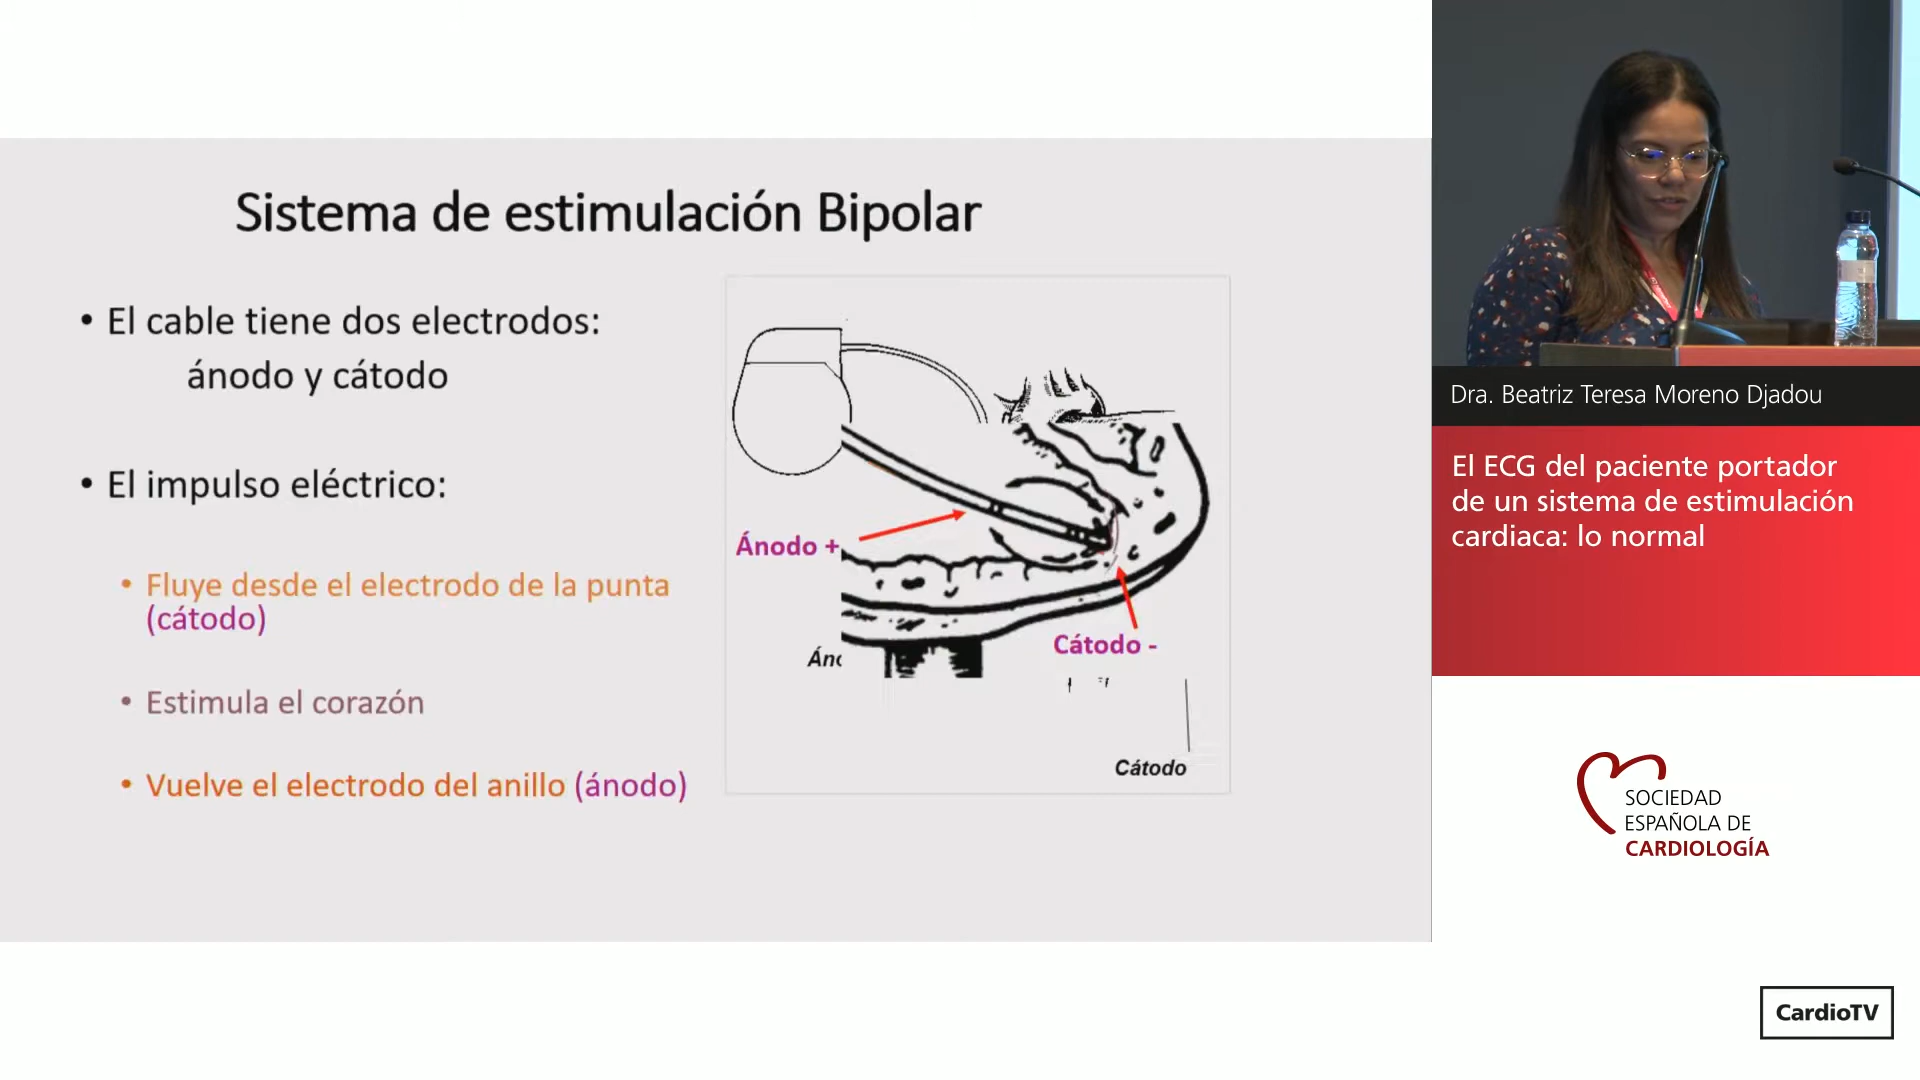 Sistema de estimulación Bipolar
• El cable tiene dos electrodos:
ánodo y cátodo
• El impulso eléctrico:
• Fluye desde el electrodo de la punta
(cátodo)
• Estimula el corazón
• Vuelve el electrodo del anillo (ánodo)
Ánodo +
Cátodo -
Cátodo
Dra. Beatriz Teresa Moreno Djadou
El ECG del paciente portador
de un sistema de estimulación
cardiaca: lo normal
SOCIEDAD
ESPAÑOLA DE
CARDIOLOGÍA
CardioTV